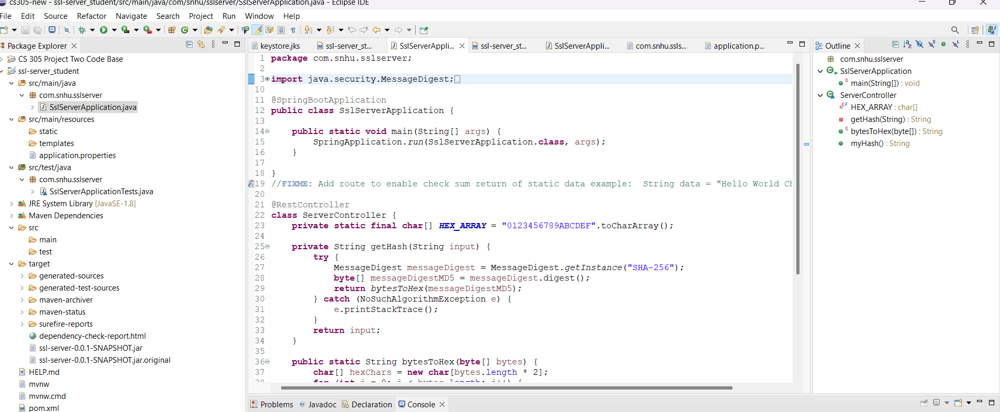 cs305-new - ssl-server_student/src/main/java/com/snhu/sslserver/SslServerApplication.java - Eclipse IDE
File Edit Source Refactor Navigate Search Project Run Window Help
Package Explorer
CS 305 Project Two Code Base
ssl-server_student
src/main/java
com.snhu.sslserver
SslServerApplication.java
src/main/resources
static
templates
application.properties
src/test/java
com.snhu.sslserver
SslServerApplicationTests.java
JRE System Library [JavaSE-1.8]
Maven Dependencies
src
main
test
target
generated-sources
generated-test-sources
maven-archiver
maven-status
surefire-reports
dependency-check-report.html
ssl-server-0.0.1-SNAPSHOT.jar
ssl-server-0.0.1-SNAPSHOT.jar.original
HELP.md
mvnw
mvnw.cmd
pom.xml
keystore.jks ssl-server_st... SslServerAppli... ssl-server_st... SslServerAppli... com.snhu.ssls... application.p...
1 package com.snhu.sslserver;
2
3 import java.security.MessageDigest;
10
11 @SpringBootApplication
12 public class SslServerApplication {
13
14 public static void main(String[] args) {
15 SpringApplication.run(SslServerApplication.class, args);
16 }
17
18 }
19 //FIXME: Add route to enable check sum return of static data example:  String data = "Hello World Ch
20
21 @RestController
22 class ServerController {
23 private static final char[] HEX_ARRAY = "0123456789ABCDEF".toCharArray();
24
25 private String getHash(String input) {
26 try {
27 MessageDigest messageDigest = MessageDigest.getInstance("SHA-256");
28 byte[] messageDigestMD5 = messageDigest.digest();
29 return bytesToHex(messageDigestMD5);
30 } catch (NoSuchAlgorithmException e) {
31 e.printStackTrace();
32 }
33 return input;
34 }
35
36 public static String bytesToHex(byte[] bytes) {
37 char[] hexChars = new char[bytes.length * 2];
38 for (int j = 0; j < bytes.length; j++) {
Problems Javadoc Declaration Console
Outline
com.snhu.sslserver
SslServerApplication
main(String[]) : void
ServerController
HEX_ARRAY : char[]
getHash(String) : String
bytesToHex(byte[]) : String
myHash() : String